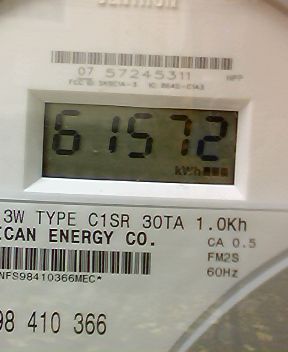 07 57245311
61572
kWh
3W TYPE C1SR 30TA 1.0Kh
ICAN ENERGY CO.
CA 0.5
FM2S
NFS98410366MEC*
60Hz
98 410 366